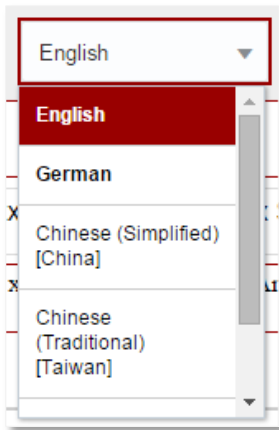 English
English
German
Chinese (Simplified)
[China]
Chinese
(Traditional)
[Taiwan]